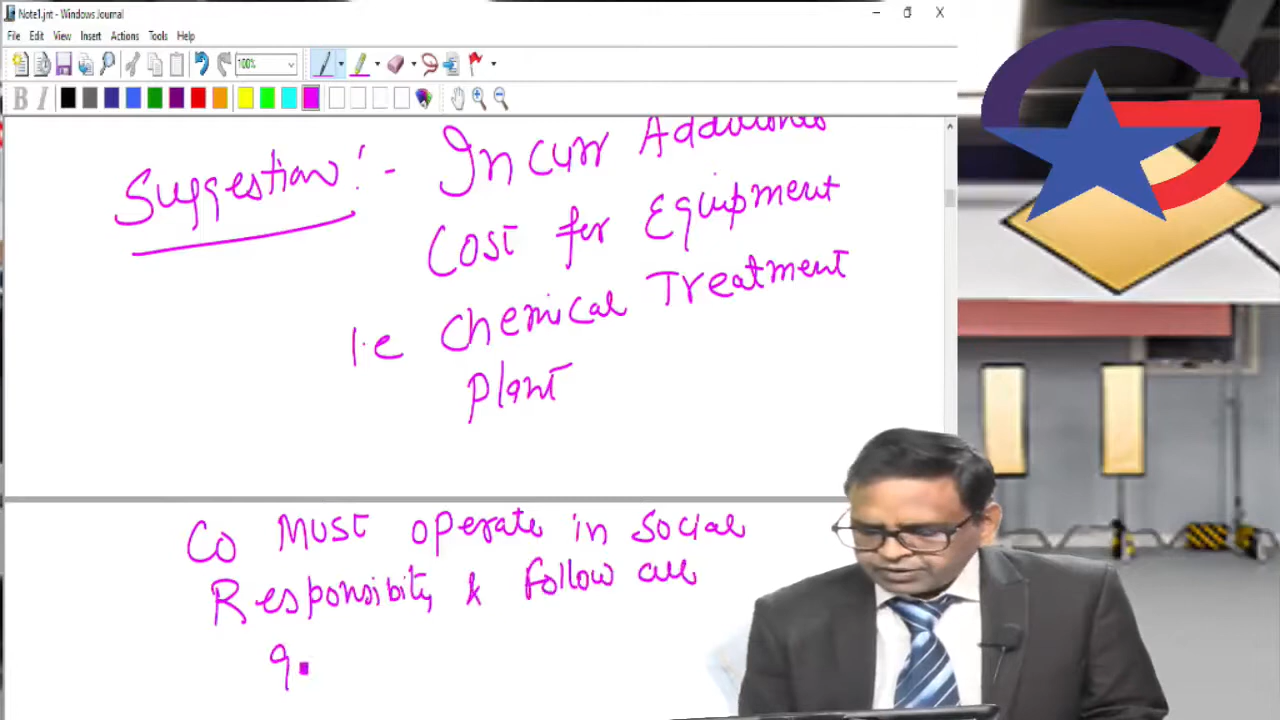 Note1.jnt - Windows Journal
File Edit View Insert Actions Tools Help
100%
B I
Suggestion:- Incurr
Cost for Equipment
i.e Chemical Treatment
Plant
Co Must operate in Social
Responsibity & follow all